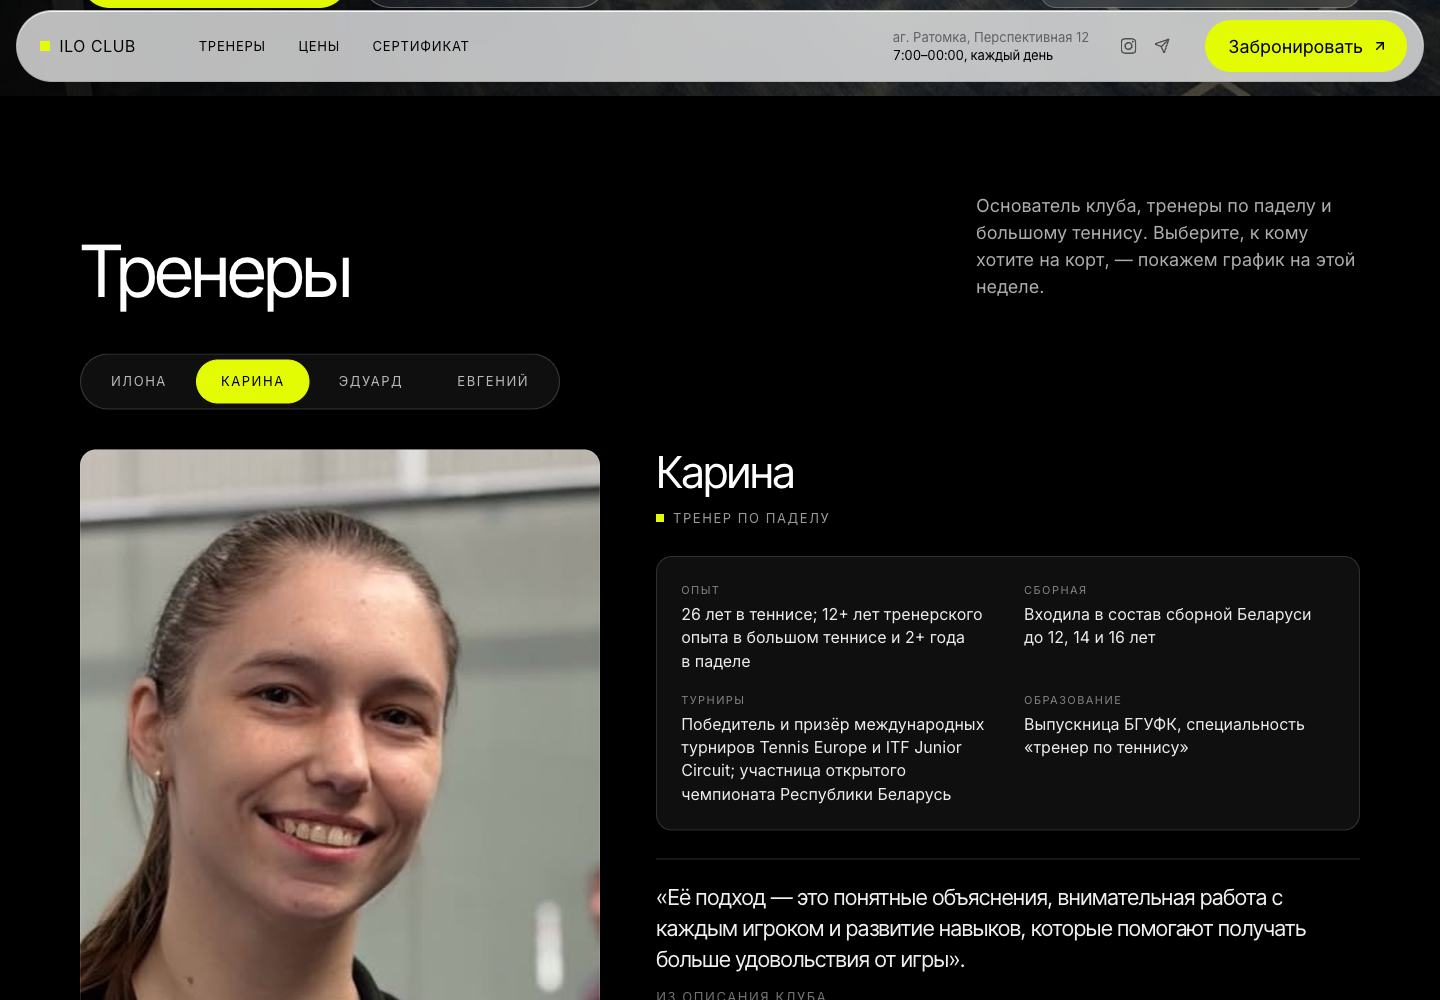 ILO CLUB
ТРЕНЕРЫ
ЦЕНЫ
СЕРТИФИКАТ
аг. Ратомка, Перспективная 12
7:00–00:00, каждый день
Забронировать
Основатель клуба, тренеры по паделу и
большому теннису. Выберите, к кому
хотите на корт, — покажем график на этой
неделе.
Тренеры
ИЛОНА
КАРИНА
ЭДУАРД
ЕВГЕНИЙ
Карина
ТРЕНЕР ПО ПАДЕЛУ
ОПЫТ
26 лет в теннисе; 12+ лет тренерского
опыта в большом теннисе и 2+ года
в паделе
СБОРНАЯ
Входила в состав сборной Беларуси
до 12, 14 и 16 лет
ТУРНИРЫ
Победитель и призёр международных
турниров Tennis Europe и ITF Junior
Circuit; участница открытого
чемпионата Республики Беларусь
ОБРАЗОВАНИЕ
Выпускница БГУФК, специальность
«тренер по теннису»
«Её подход — это понятные объяснения, внимательная работа с
каждым игроком и развитие навыков, которые помогают получать
больше удовольствия от игры».
ИЗ ОПИСАНИЯ КЛУБА